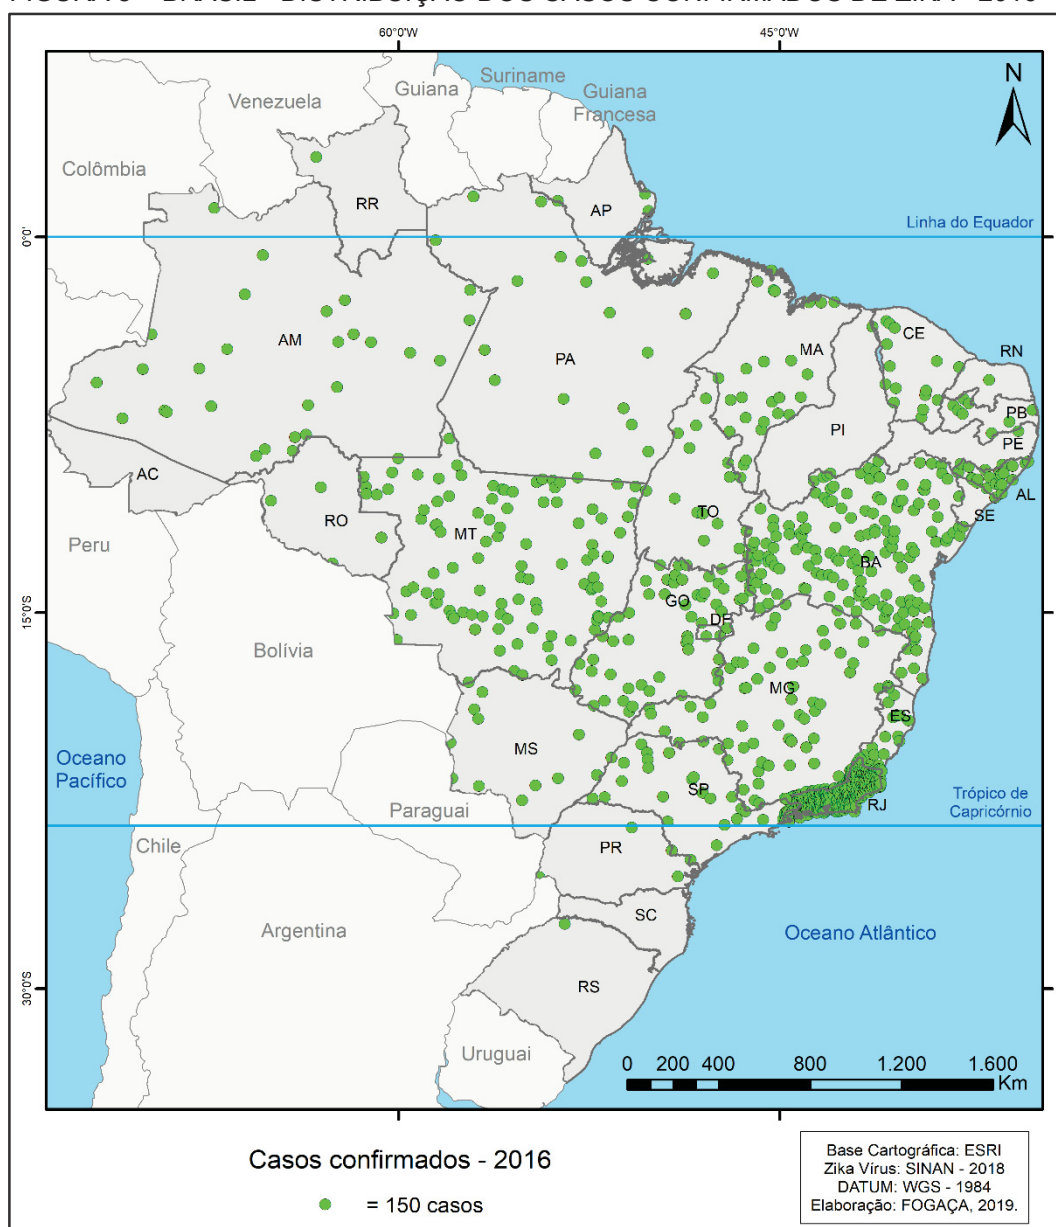 60°0'W
45°0'W
N
Suriname
Guiana
Guiana
Francesa
Venezuela
Colômbia
RR
AP
Linha do Equador
0°0'
AM
PA
MA
CE
RN
PB
PI
PE
AC
AL
SE
RO
MT
TO
BA
Peru
15°0'S
GO
DF
Bolívia
MG
ES
MS
Oceano
Pacífico
SP
RJ
Trópico de
Capricórnio
Paraguai
Chile
PR
SC
Argentina
Oceano Atlântico
RS
30°0'S
Uruguai
0 200 400 800 1.200 1.600
Km
Casos confirmados - 2016
= 150 casos
Base Cartográfica: ESRI
Zika Vírus: SINAN - 2018
DATUM: WGS - 1984
Elaboração: FOGAÇA, 2019.